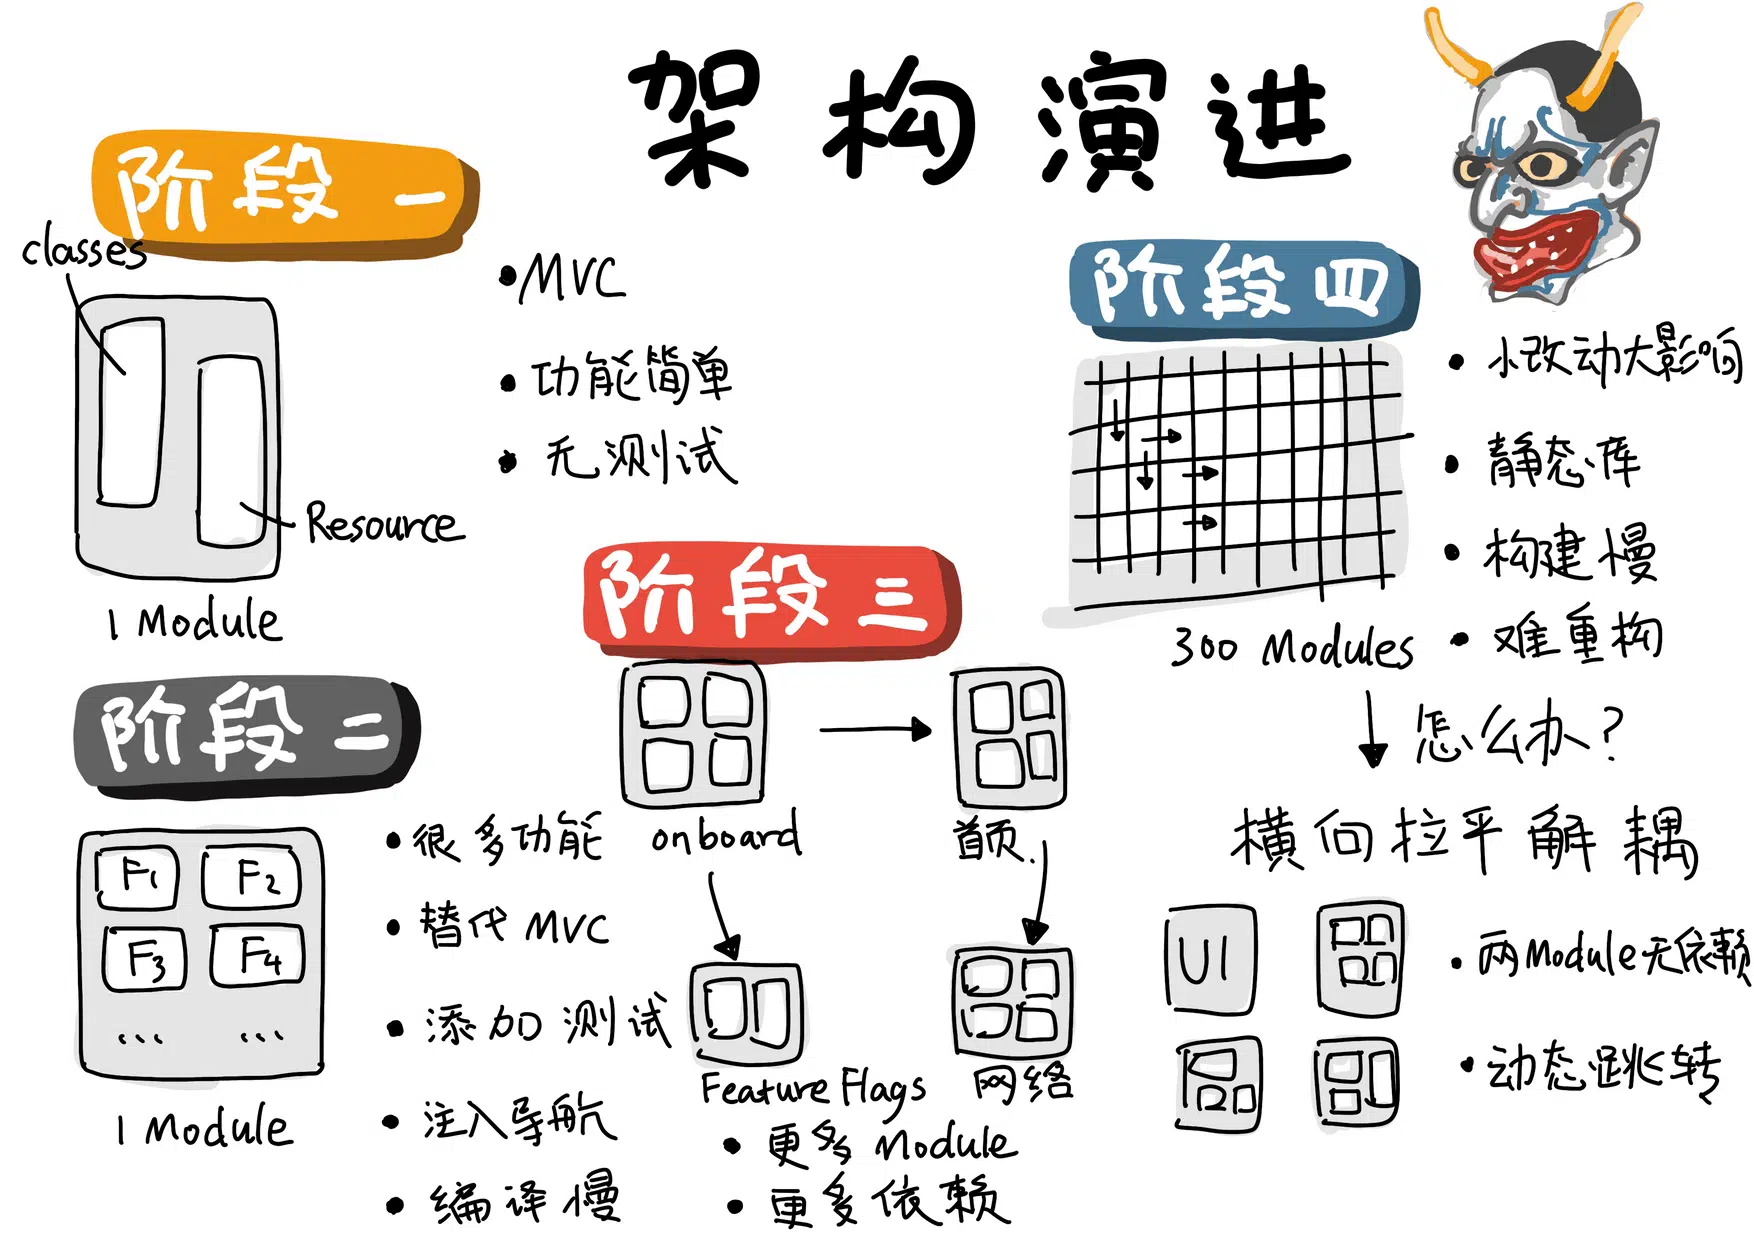 架构演进
阶段一
classes
Resource
1 Module
• MVC
• 功能简单
• 无测试
阶段二
F1
F2
F3
F4
...
...
1 Module
• 很多功能
• 替代 MVC
• 添加测试
• 注入导航
• 编译慢
阶段三
onboard
首页
Feature Flags
网络
• 更多 Module
• 更多依赖
阶段四
300 Modules
• 小改动大影响
• 静态库
• 构建慢
• 难重构
怎么办?
横向拉平解耦
UI
• 两Module无依赖
• 动态跳转